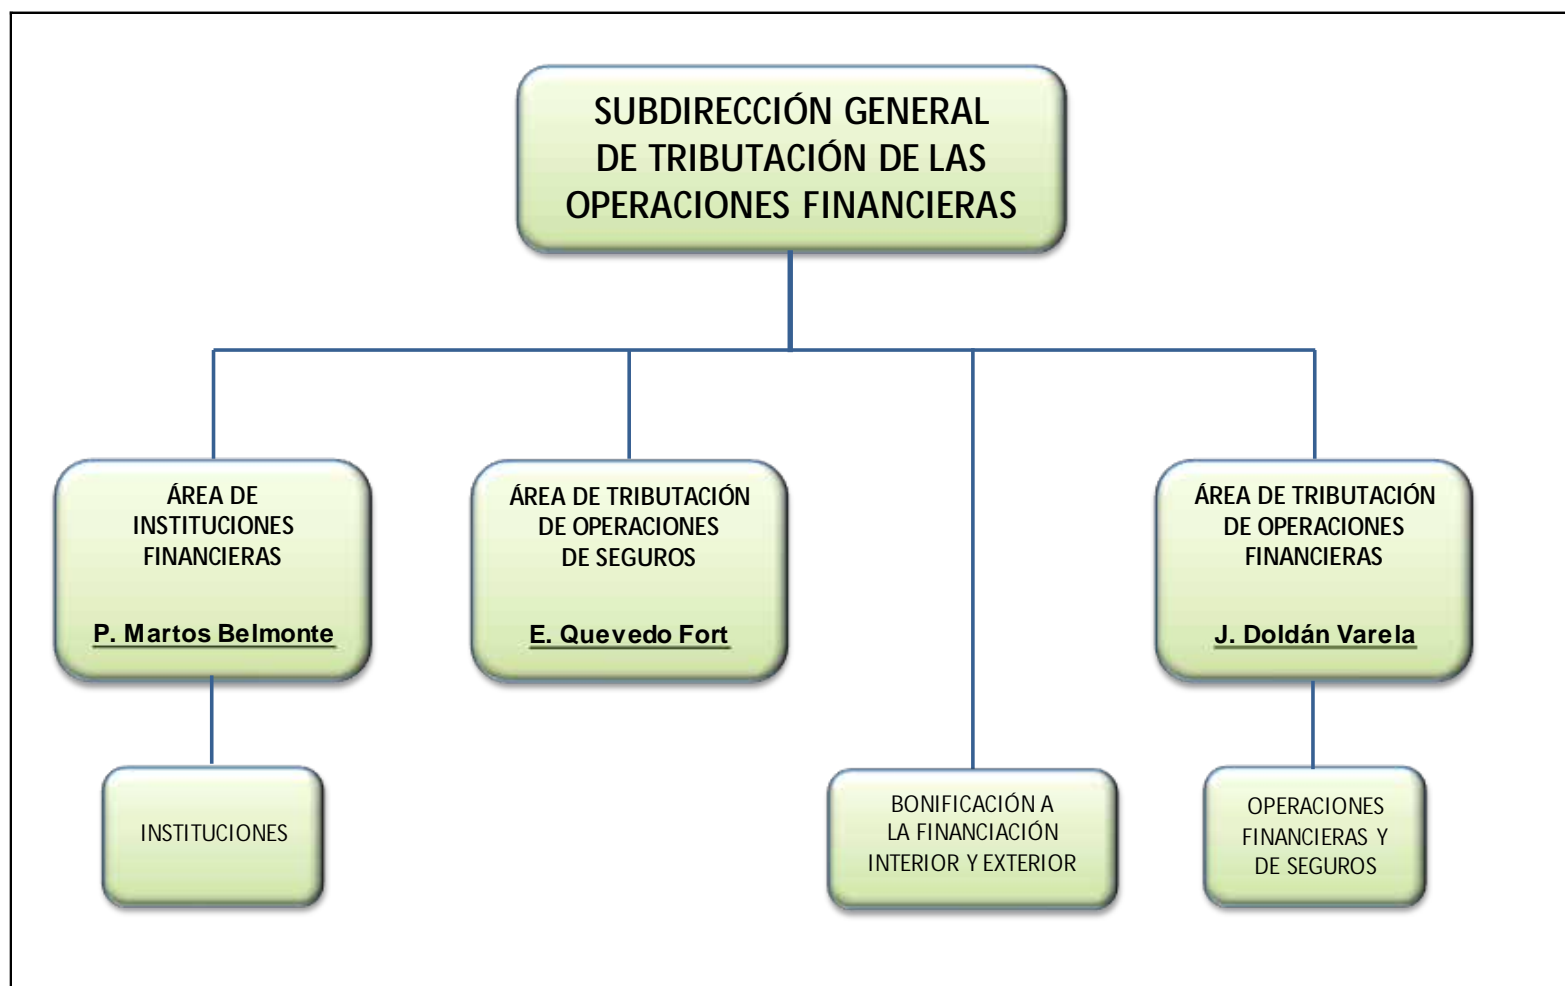 SUBDIRECCIÓN GENERAL
DE TRIBUTACIÓN DE LAS
OPERACIONES FINANCIERAS
ÁREA DE
INSTITUCIONES
FINANCIERAS
P. Martos Belmonte
ÁREA DE TRIBUTACIÓN
DE OPERACIONES
DE SEGUROS
E. Quevedo Fort
ÁREA DE TRIBUTACIÓN
DE OPERACIONES
FINANCIERAS
J. Doldán Varela
INSTITUCIONES
BONIFICACIÓN A
LA FINANCIACIÓN
INTERIOR Y EXTERIOR
OPERACIONES
FINANCIERAS Y
DE SEGUROS